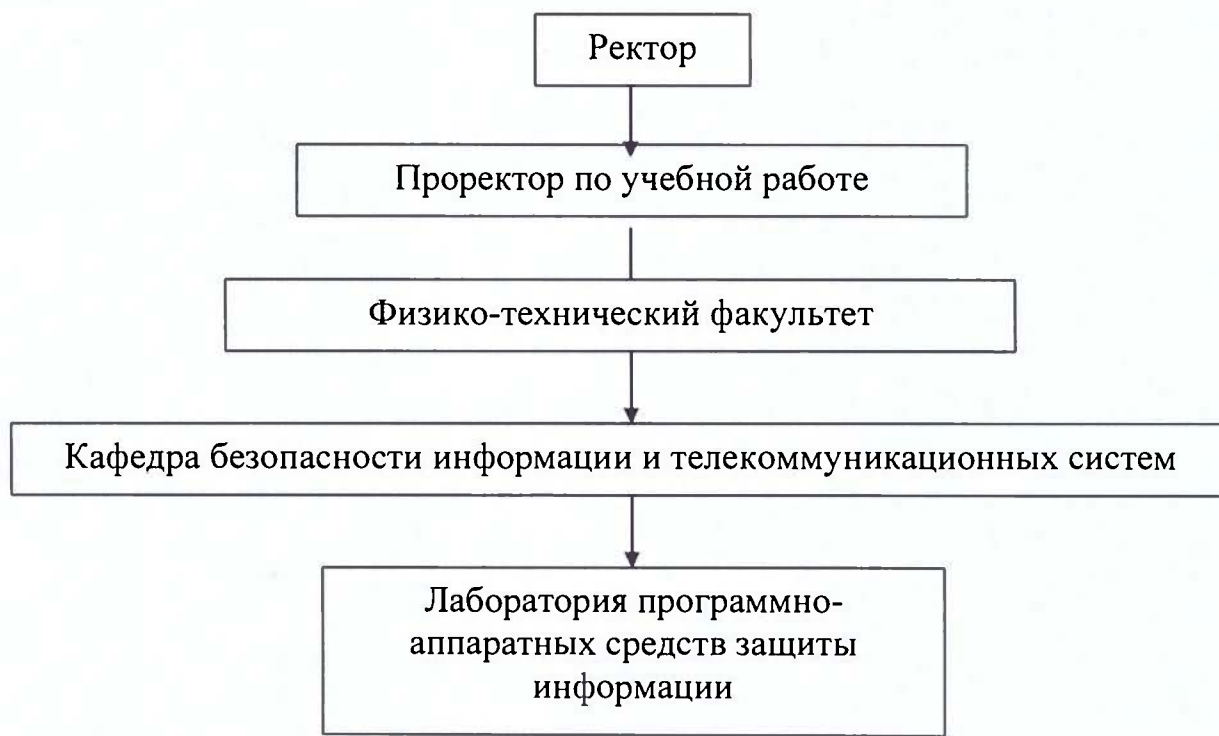 Ректор
Проректор по учебной работе
Физико-технический факультет
Кафедра безопасности информации и телекоммуникационных систем
Лаборатория программно-
аппаратных средств защиты
информации